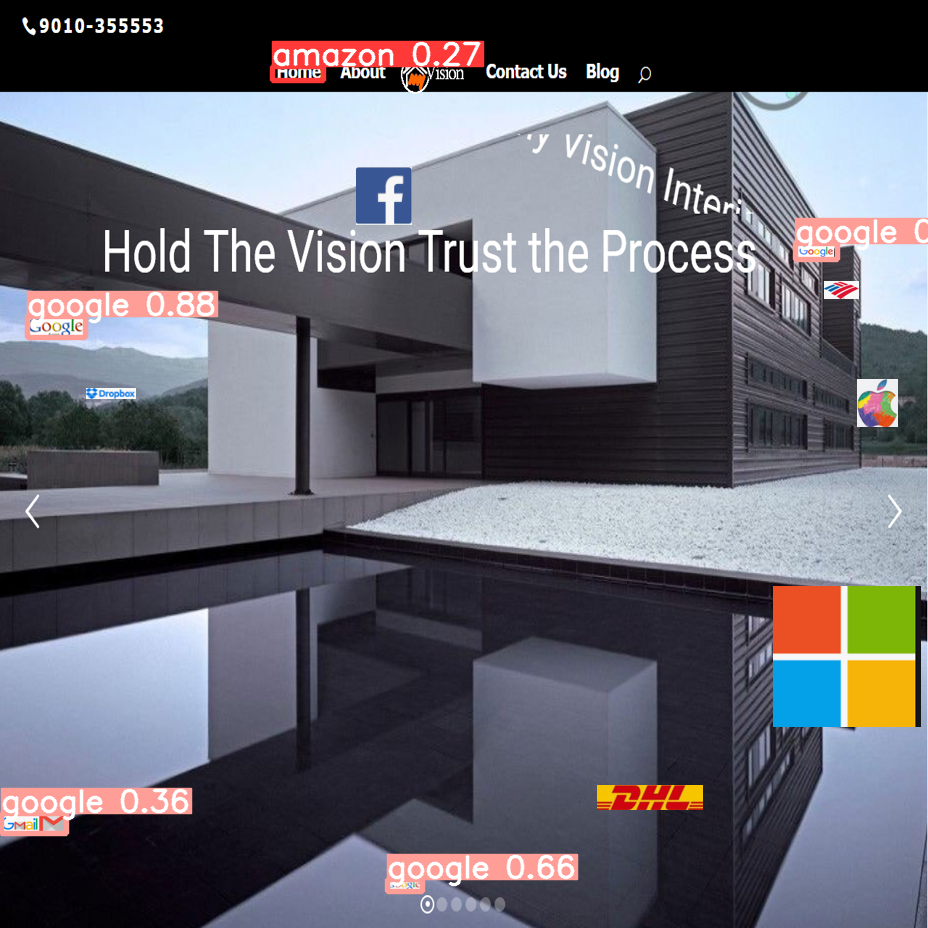 9010-355553
amazon 0.27
Home About Vision Contact Us Blog
y Vision Interi
Hold The Vision Trust the Process
google 0
Google
google 0.88
Google
Dropbox
DHL
google 0.36
Gmail
google 0.66
Google